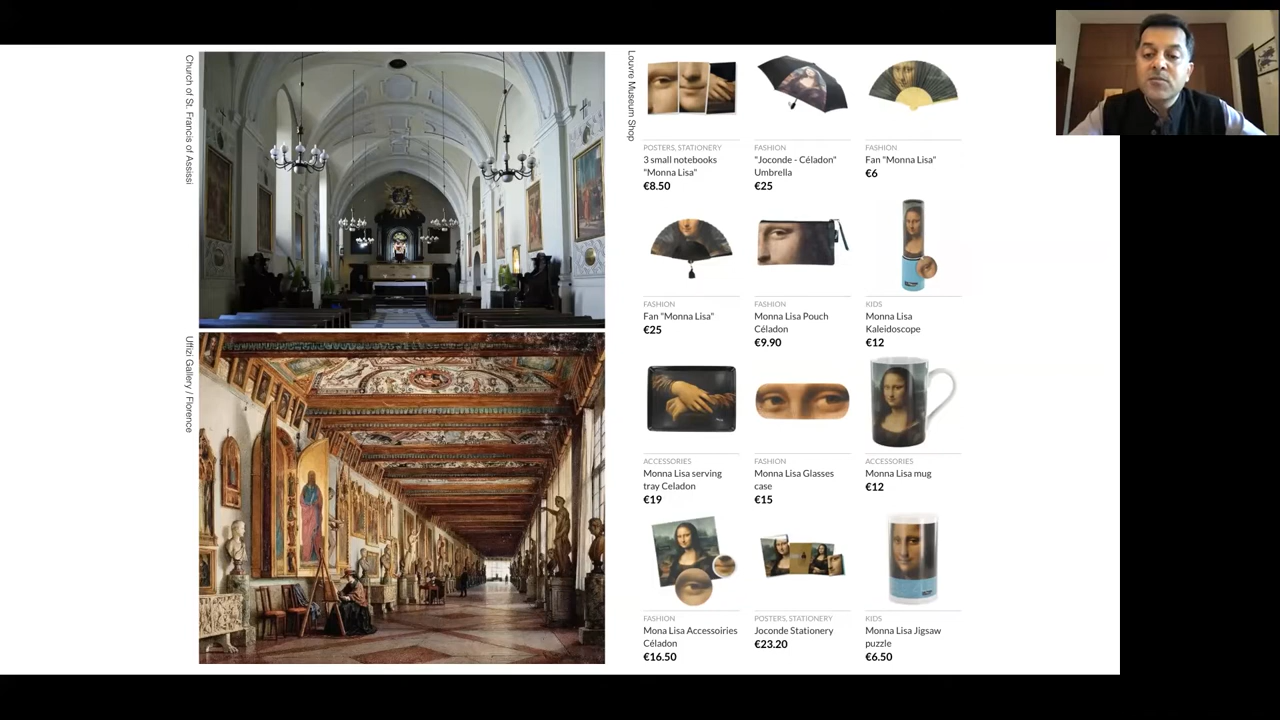 Church of St. Francis of Assissi
Uffizi Gallery / Florence
Louvre Museum Shop
POSTERS, STATIONERY
3 small notebooks
"Monna Lisa"
€8.50
FASHION
"Joconde - Céladon"
Umbrella
€25
FASHION
Fan "Monna Lisa"
€6
FASHION
Fan "Monna Lisa"
€25
FASHION
Monna Lisa Pouch
Céladon
€9.90
KIDS
Monna Lisa
Kaleidoscope
€12
ACCESSORIES
Monna Lisa serving
tray Celadon
€19
FASHION
Monna Lisa Glasses
case
€15
ACCESSORIES
Monna Lisa mug
€12
FASHION
Mona Lisa Accessoiries
Céladon
€16.50
POSTERS, STATIONERY
Joconde Stationery
€23.20
KIDS
Monna Lisa Jigsaw
puzzle
€6.50